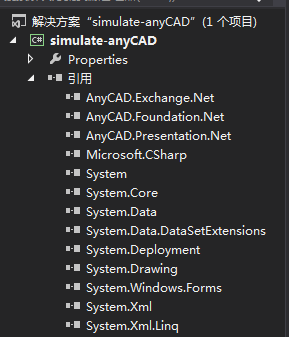 解决方案“simulate-anyCAD”(1 个项目)
simulate-anyCAD
Properties
引用
AnyCAD.Exchange.Net
AnyCAD.Foundation.Net
AnyCAD.Presentation.Net
Microsoft.CSharp
System
System.Core
System.Data
System.Data.DataSetExtensions
System.Deployment
System.Drawing
System.Windows.Forms
System.Xml
System.Xml.Linq